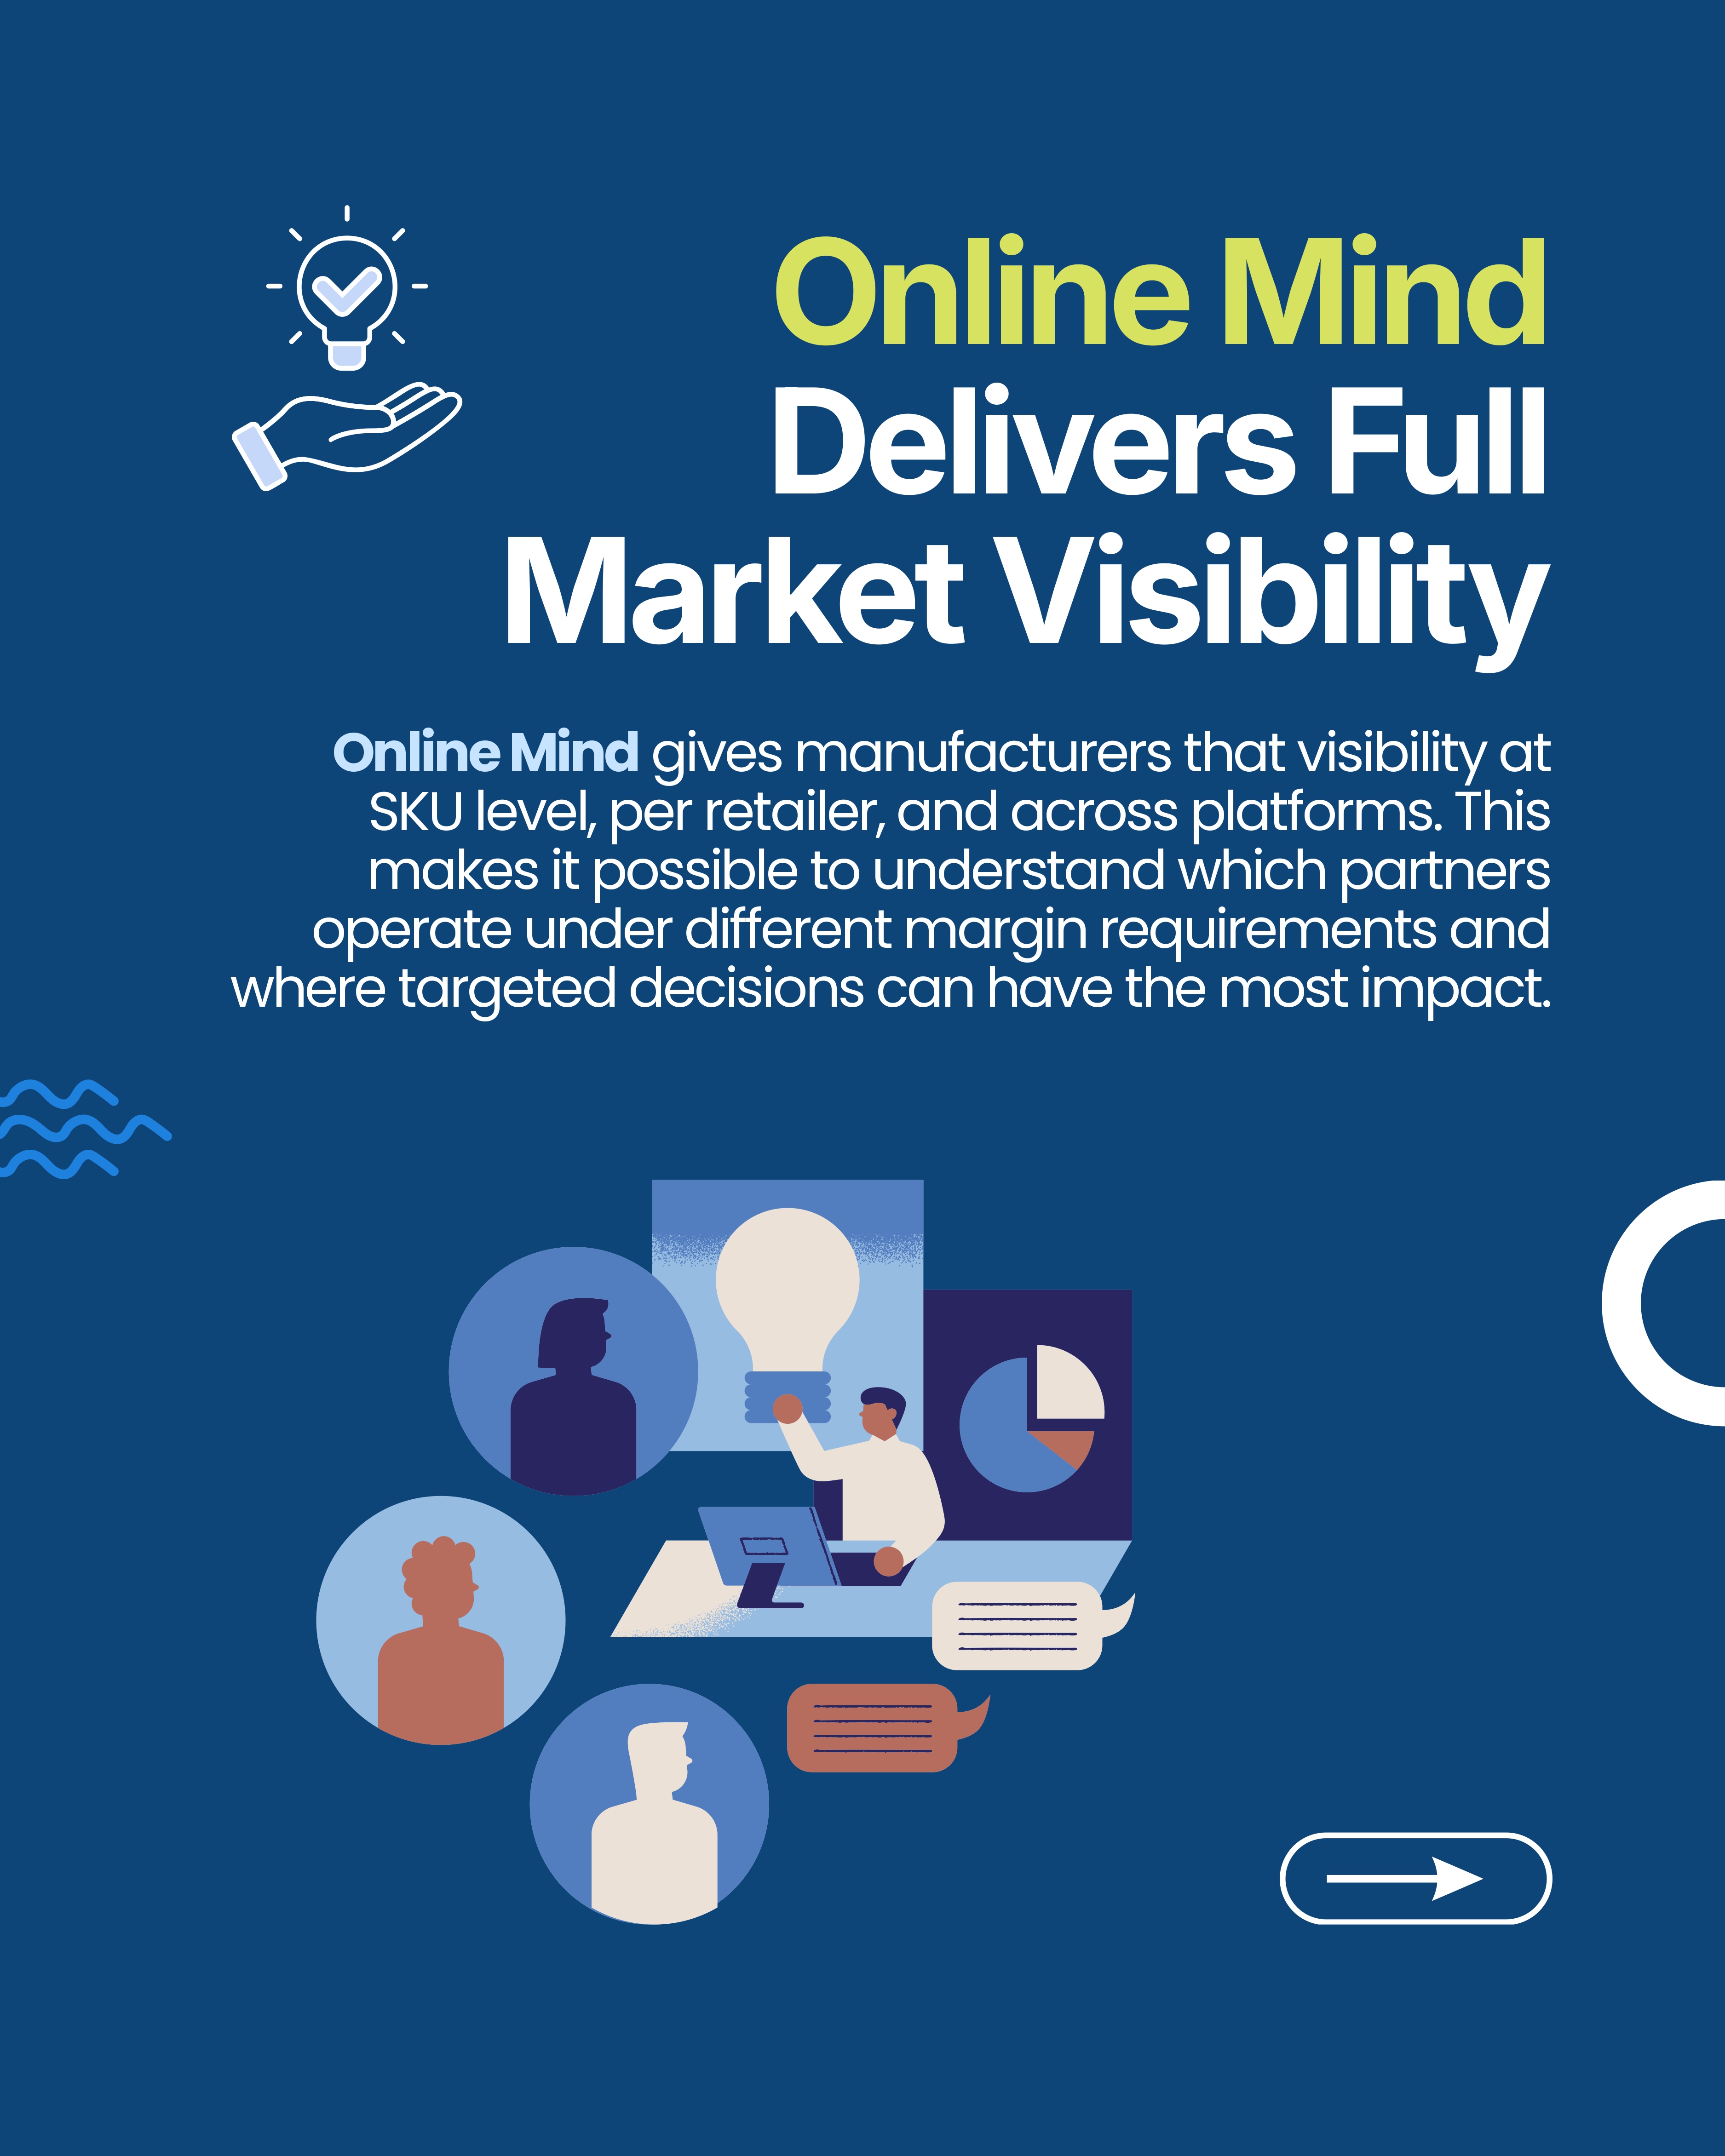 Online Mind
Delivers Full
Market Visibility
Online Mind gives manufacturers that visibility at
SKU level, per retailer, and across platforms. This
makes it possible to understand which partners
operate under different margin requirements and
where targeted decisions can have the most impact.